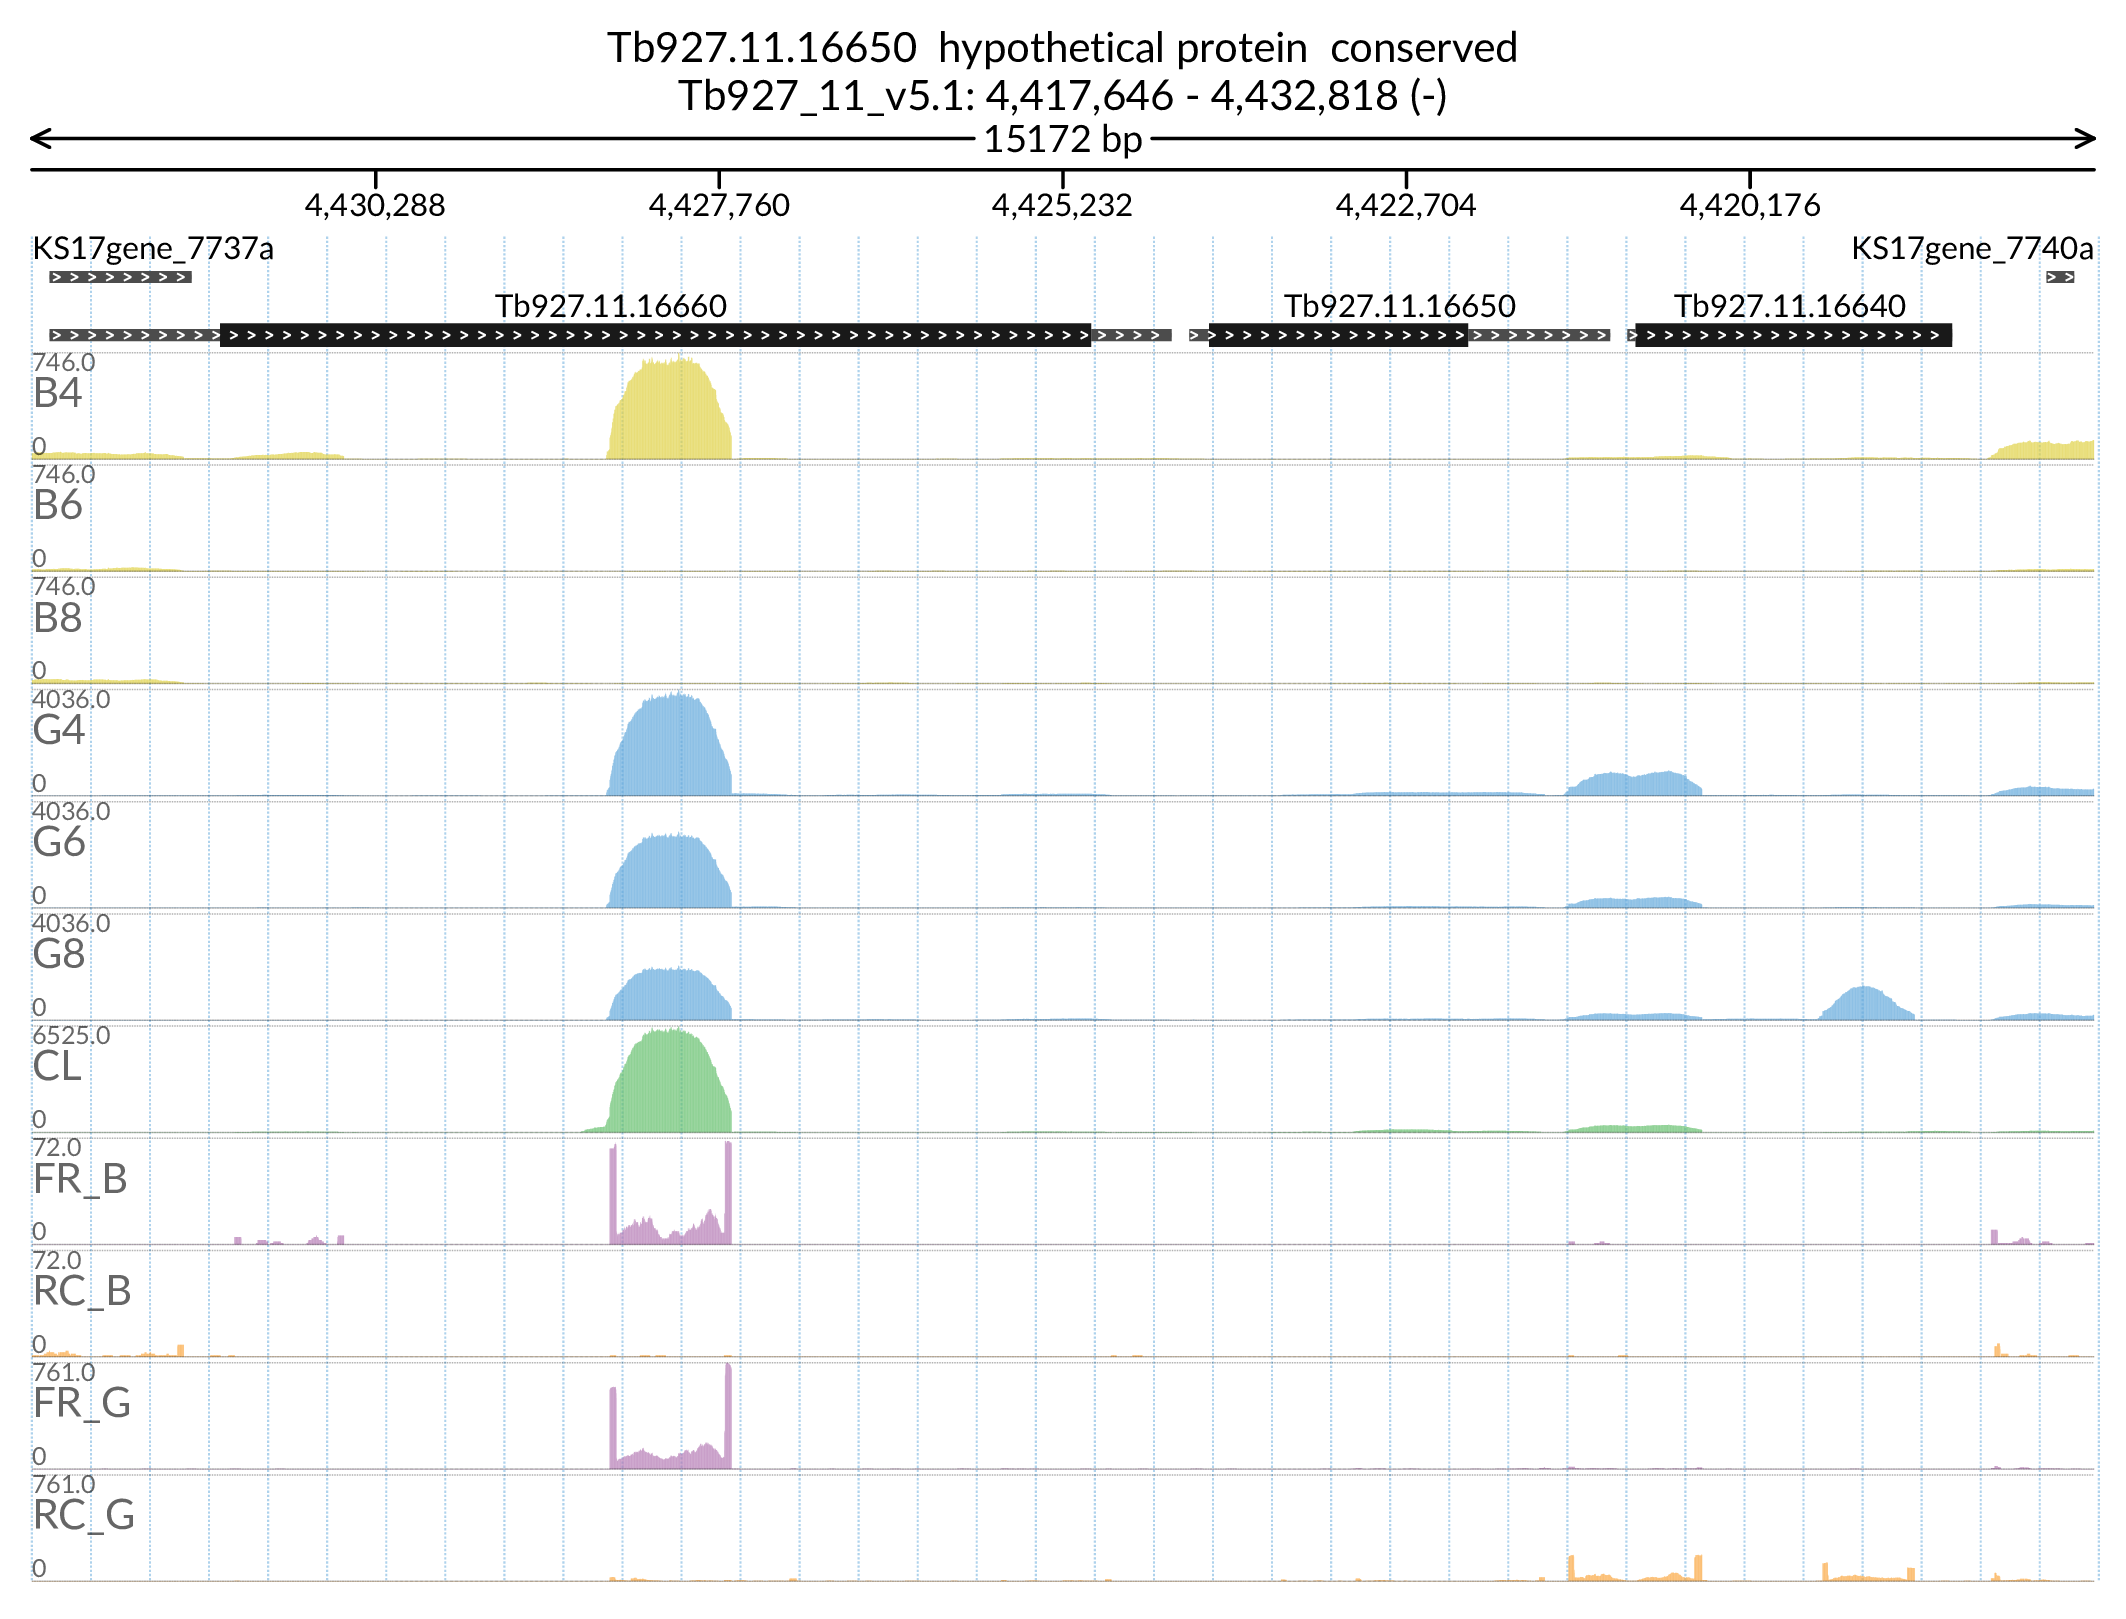 Tb927.11.16650 hypothetical protein conserved
Tb927_11_v5.1: 4,417,646 - 4,432,818 (-)
15172 bp
4,430,288 4,427,760 4,425,232 4,422,704 4,420,176
KS17gene_7737a KS17gene_7740a
Tb927.11.16660 Tb927.11.16650 Tb927.11.16640
746.0
B4
0
746.0
B6
0
746.0
B8
0
4036.0
G4
0
4036.0
G6
0
4036.0
G8
0
6525.0
CL
0
72.0
FR_B
0
72.0
RC_B
0
761.0
FR_G
0
761.0
RC_G
0